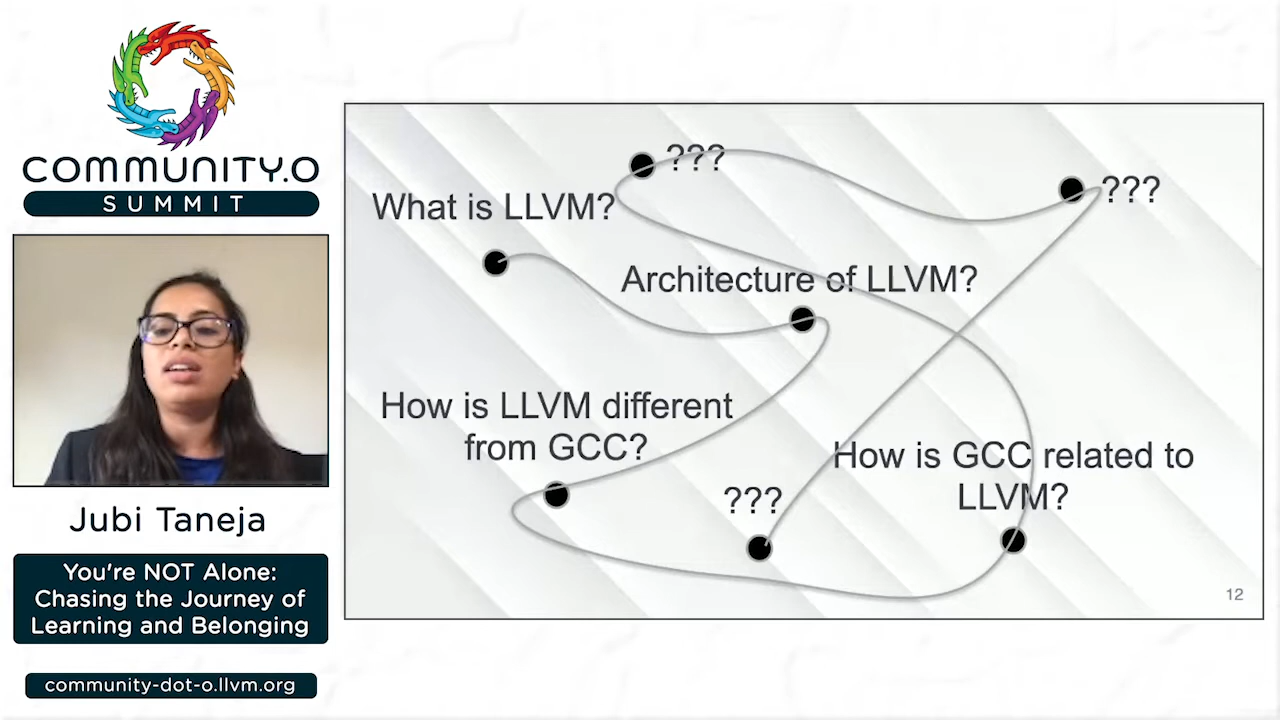 COMMUNITY.O
SUMMIT
Jubi Taneja
You're NOT Alone:
Chasing the Journey of
Learning and Belonging
community-dot-o.llvm.org
???
???
What is LLVM?
Architecture of LLVM?
How is LLVM different
from GCC?
How is GCC related to
LLVM?
???
12